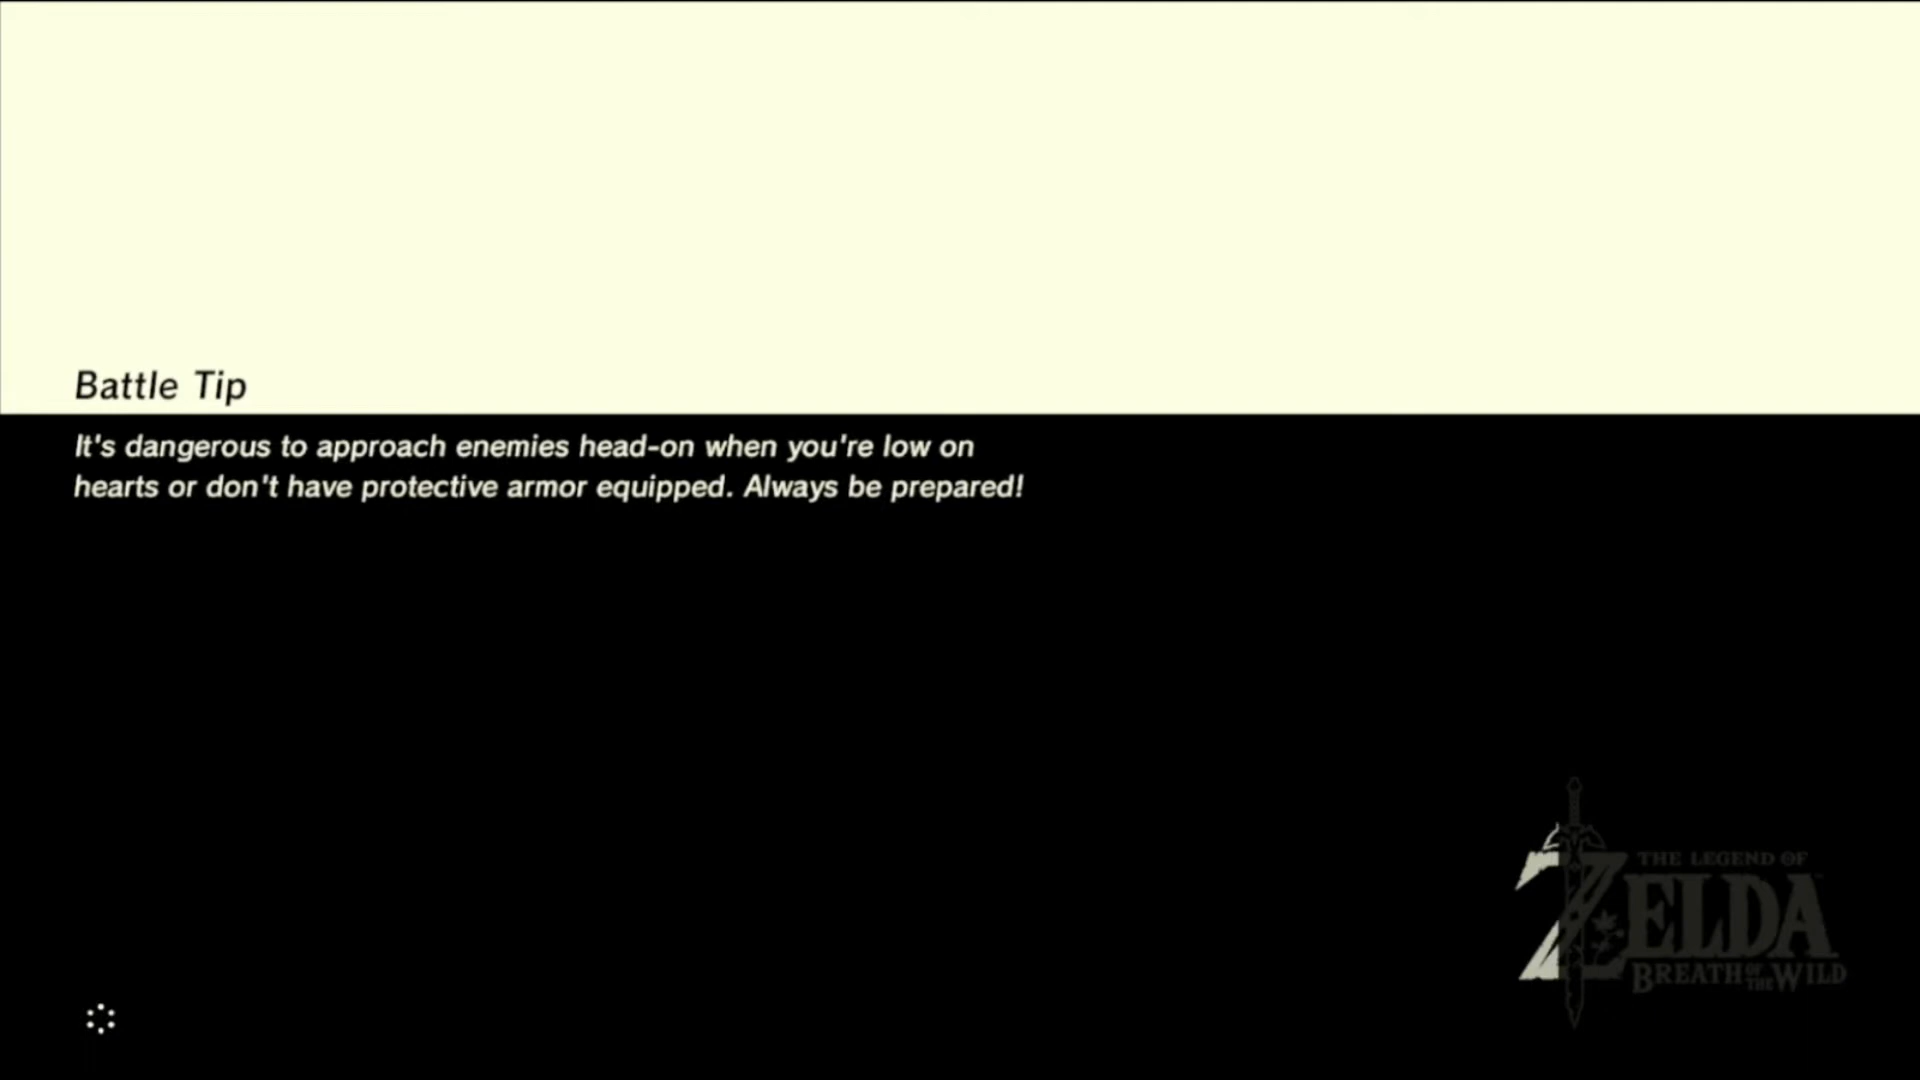 Battle Tip
It's dangerous to approach enemies head-on when you're low on
hearts or don't have protective armor equipped. Always be prepared!
THE LEGEND OF
ZELDA
BREATH OF THE WILD